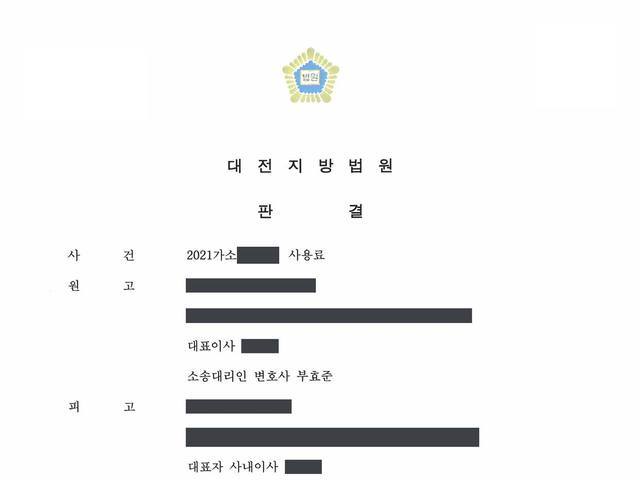 법원
대전지방법원
판결
사건 2021가소 사용료
원고
대표이사
소송대리인 변호사 부효준
피고
대표자 사내이사